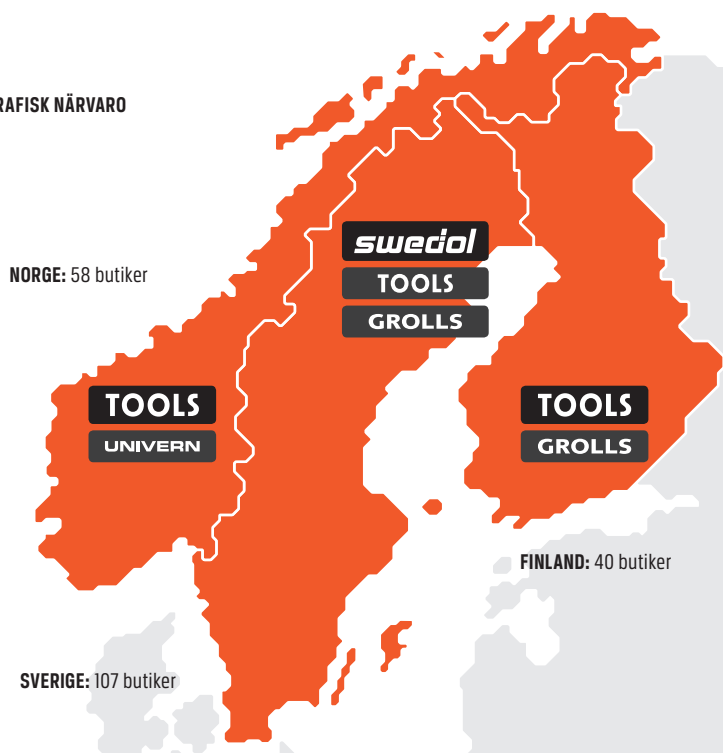 RAFISK NÄRVARO
swedol
TOOLS
GROLLS
NORGE: 58 butiker
TOOLS
UNIVERN
TOOLS
GROLLS
FINLAND: 40 butiker
SVERIGE: 107 butiker